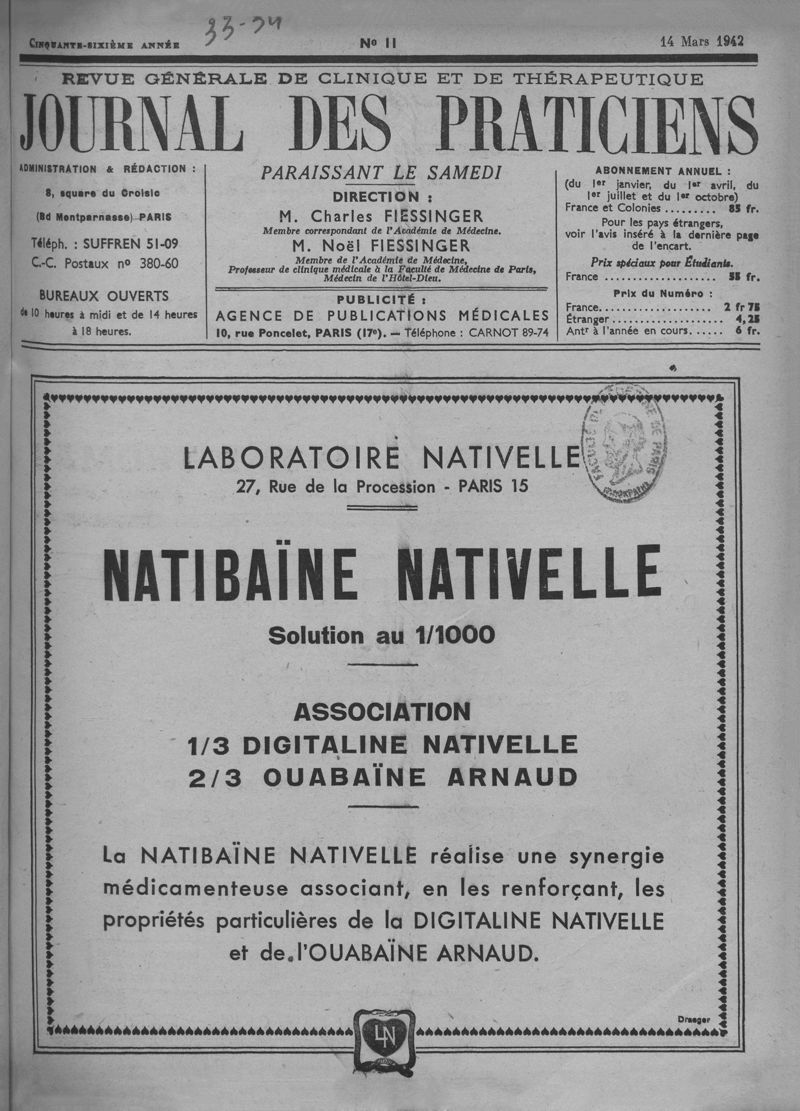 33-34
CINQUANTE-SIXIÈME ANNÉE
No 11
14 Mars 1942
REVUE GÉNÉRALE DE CLINIQUE ET DE THÉRAPEUTIQUE
JOURNAL DES PRATICIENS
ADMINISTRATION & RÉDACTION :
8, square du Croisic
(Bd Montparnasse) PARIS
Téléph. : SUFFREN 51-09
C.-C. Postaux no 380-60
BUREAUX OUVERTS
de 10 heures à midi et de 14 heures
à 18 heures.
PARAISSANT LE SAMEDI
DIRECTION :
M. Charles FIESSINGER
Membre correspondant de l'Académie de Médecine.
M. Noël FIESSINGER
Membre de l'Académie de Médecine,
Professeur de clinique médicale à la Faculté de Médecine de Paris,
Médecin de l'Hôtel-Dieu.
PUBLICITÉ :
AGENCE DE PUBLICATIONS MÉDICALES
10, rue Poncelet, PARIS (17e). — Téléphone : CARNOT 89-74
ABONNEMENT ANNUEL :
(du 1er janvier, du 1er avril, du
1er juillet et du 1er octobre)
France et Colonies ......... 85 fr.
Pour les pays étrangers,
voir l'avis inséré à la dernière page
de l'encart.
Prix spéciaux pour Étudiants.
France ................... 55 fr.
Prix du Numéro :
France................... 2 fr 75
Étranger ................... 4,25
Antr à l'année en cours...... 6 fr.
LABORATOIRE NATIVELLE
27, Rue de la Procession - PARIS 15
NATIBAÏNE NATIVELLE
Solution au 1/1000
ASSOCIATION
1/3 DIGITALINE NATIVELLE
2/3 OUABAÏNE ARNAUD
La NATIBAÏNE NATIVELLE réalise une synergie
médicamenteuse associant, en les renforçant, les
propriétés particulières de la DIGITALINE NATIVELLE
et de l'OUABAÏNE ARNAUD.
Draeger
LN